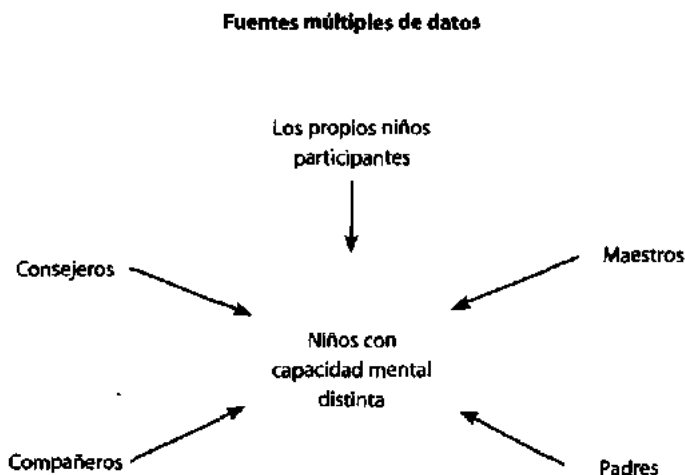 Fuentes múltiples de datos
Los propios niños
participantes
Consejeros
Maestros
Niños con
capacidad mental
distinta
Compañeros
Padres